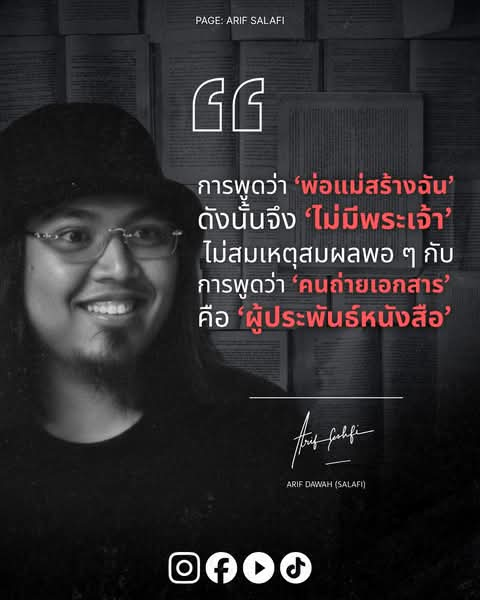 PAGE: ARIF SALAFI
การพูดว่า ‘พ่อแม่สร้างฉัน’
ดังนั้นจึง ‘ไม่มีพระเจ้า’
ไม่สมเหตุสมผลพอ ๆ กับ
การพูดว่า ‘คนถ่ายเอกสาร’
คือ ‘ผู้ประพันธ์หนังสือ’
ARIF DAWAH (SALAFI)